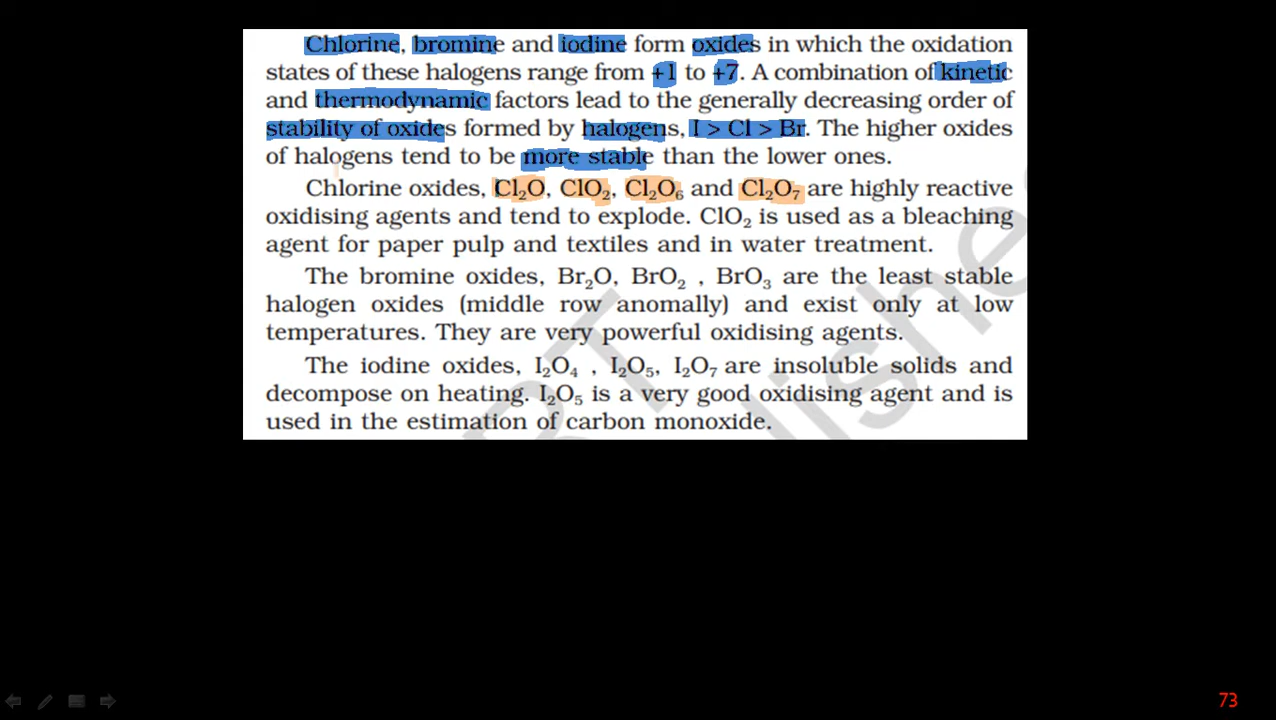 Chlorine, bromine and iodine form oxides in which the oxidation
states of these halogens range from +1 to +7. A combination of kinetic
and thermodynamic factors lead to the generally decreasing order of
stability of oxides formed by halogens, I > Cl > Br. The higher oxides
of halogens tend to be more stable than the lower ones.
Chlorine oxides, Cl₂O, ClO₂, Cl₂O₆ and Cl₂O₇ are highly reactive
oxidising agents and tend to explode. ClO₂ is used as a bleaching
agent for paper pulp and textiles and in water treatment.
The bromine oxides, Br₂O, BrO₂ , BrO₃ are the least stable
halogen oxides (middle row anomally) and exist only at low
temperatures. They are very powerful oxidising agents.
The iodine oxides, I₂O₄ , I₂O₅, I₂O₇ are insoluble solids and
decompose on heating. I₂O₅ is a very good oxidising agent and is
used in the estimation of carbon monoxide.
73